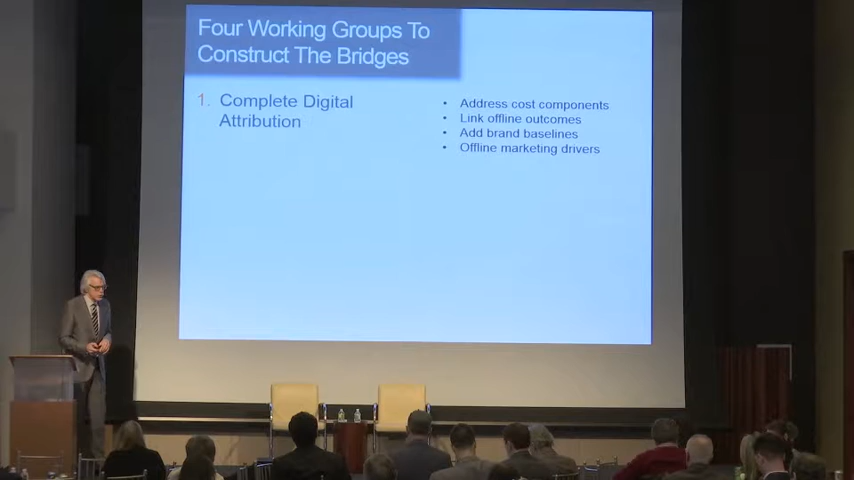 Four Working Groups To
Construct The Bridges
1. Complete Digital
Attribution
• Address cost components
• Link offline outcomes
• Add brand baselines
• Offline marketing drivers